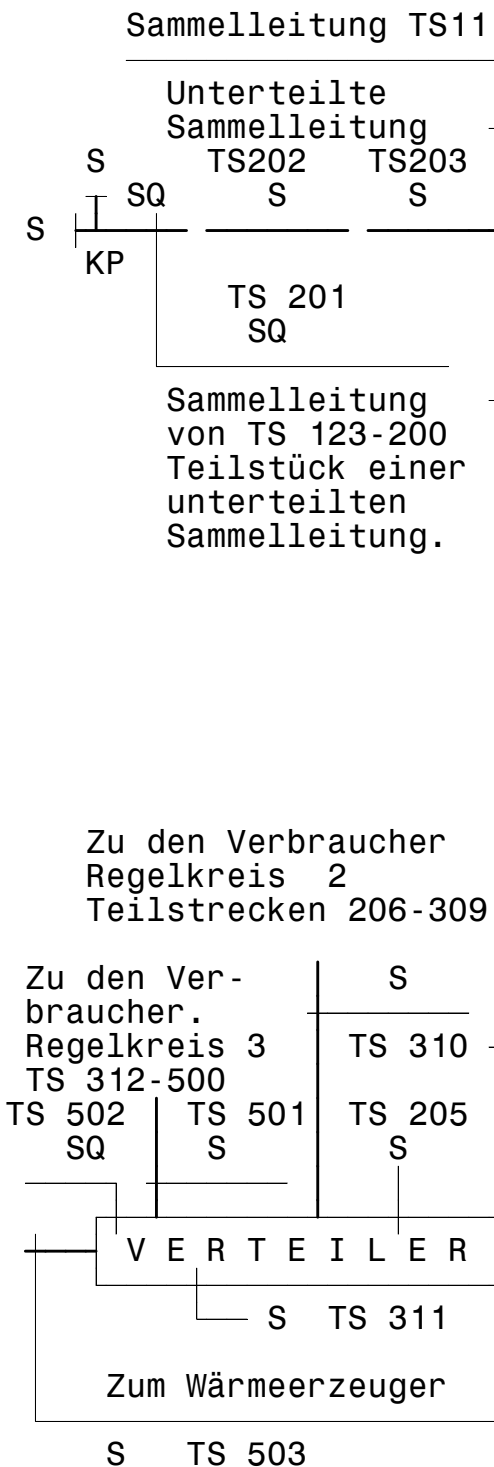 Sammelleitung TS11
Unterteilte
Sammelleitung
S TS202 TS203
SQ S S
S
KP
TS 201
SQ
Sammelleitung
von TS 123-200
Teilstück einer
unterteilten
Sammelleitung.
Zu den Verbraucher
Regelkreis 2
Teilstrecken 206-309
Zu den Ver- S
braucher.
Regelkreis 3 TS 310
TS 312-500
TS 502 TS 501 TS 205
SQ S S
V E R T E I L E R
S TS 311
Zum Wärmeerzeuger
S TS 503